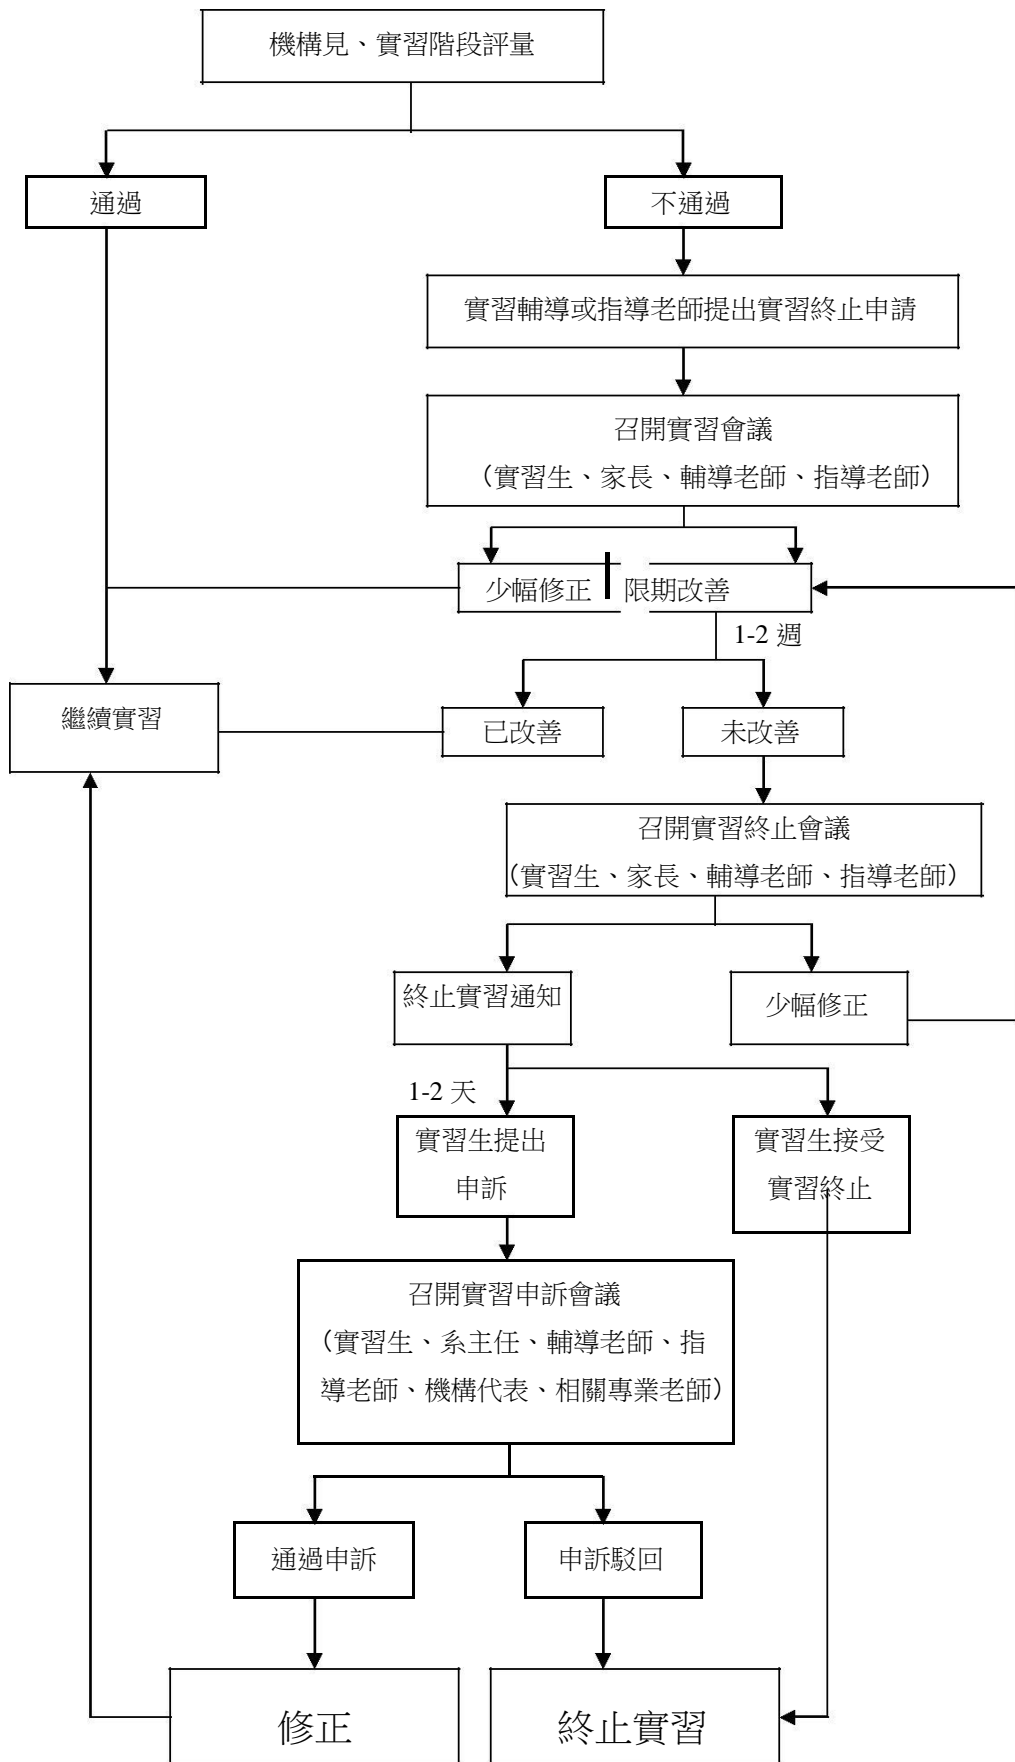 機構見、實習階段評量
通過
不通過
實習輔導或指導老師提出實習終止申請
召開實習會議
（實習生、家長、輔導老師、指導老師）
少幅修正
限期改善
1-2 週
繼續實習
已改善
未改善
召開實習終止會議
（實習生、家長、輔導老師、指導老師）
終止實習通知
少幅修正
1-2 天
實習生提出
申訴
實習生接受
實習終止
召開實習申訴會議
（實習生、系主任、輔導老師、指
導老師、機構代表、相關專業老師）
通過申訴
申訴駁回
修正
終止實習